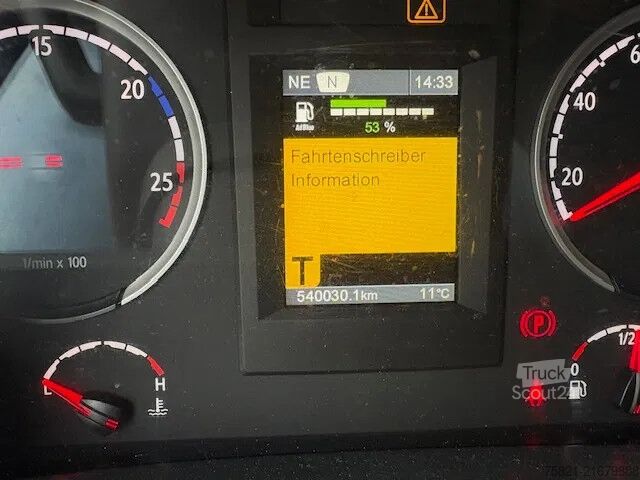 15
20
25
1/min x 100
NE N 14:33
AdBlue
53 %
Fahrtenschreiber
Information
T
540030.1km 11°C
40
20
P
1/2
0
L
H
Truck
Scout24